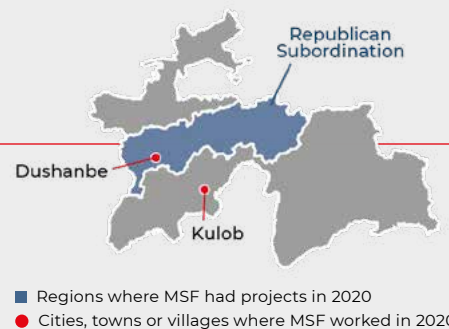 Republican
Subordination
Dushanbe
Kulob
Regions where MSF had projects in 2020
Cities, towns or villages where MSF worked in 2020